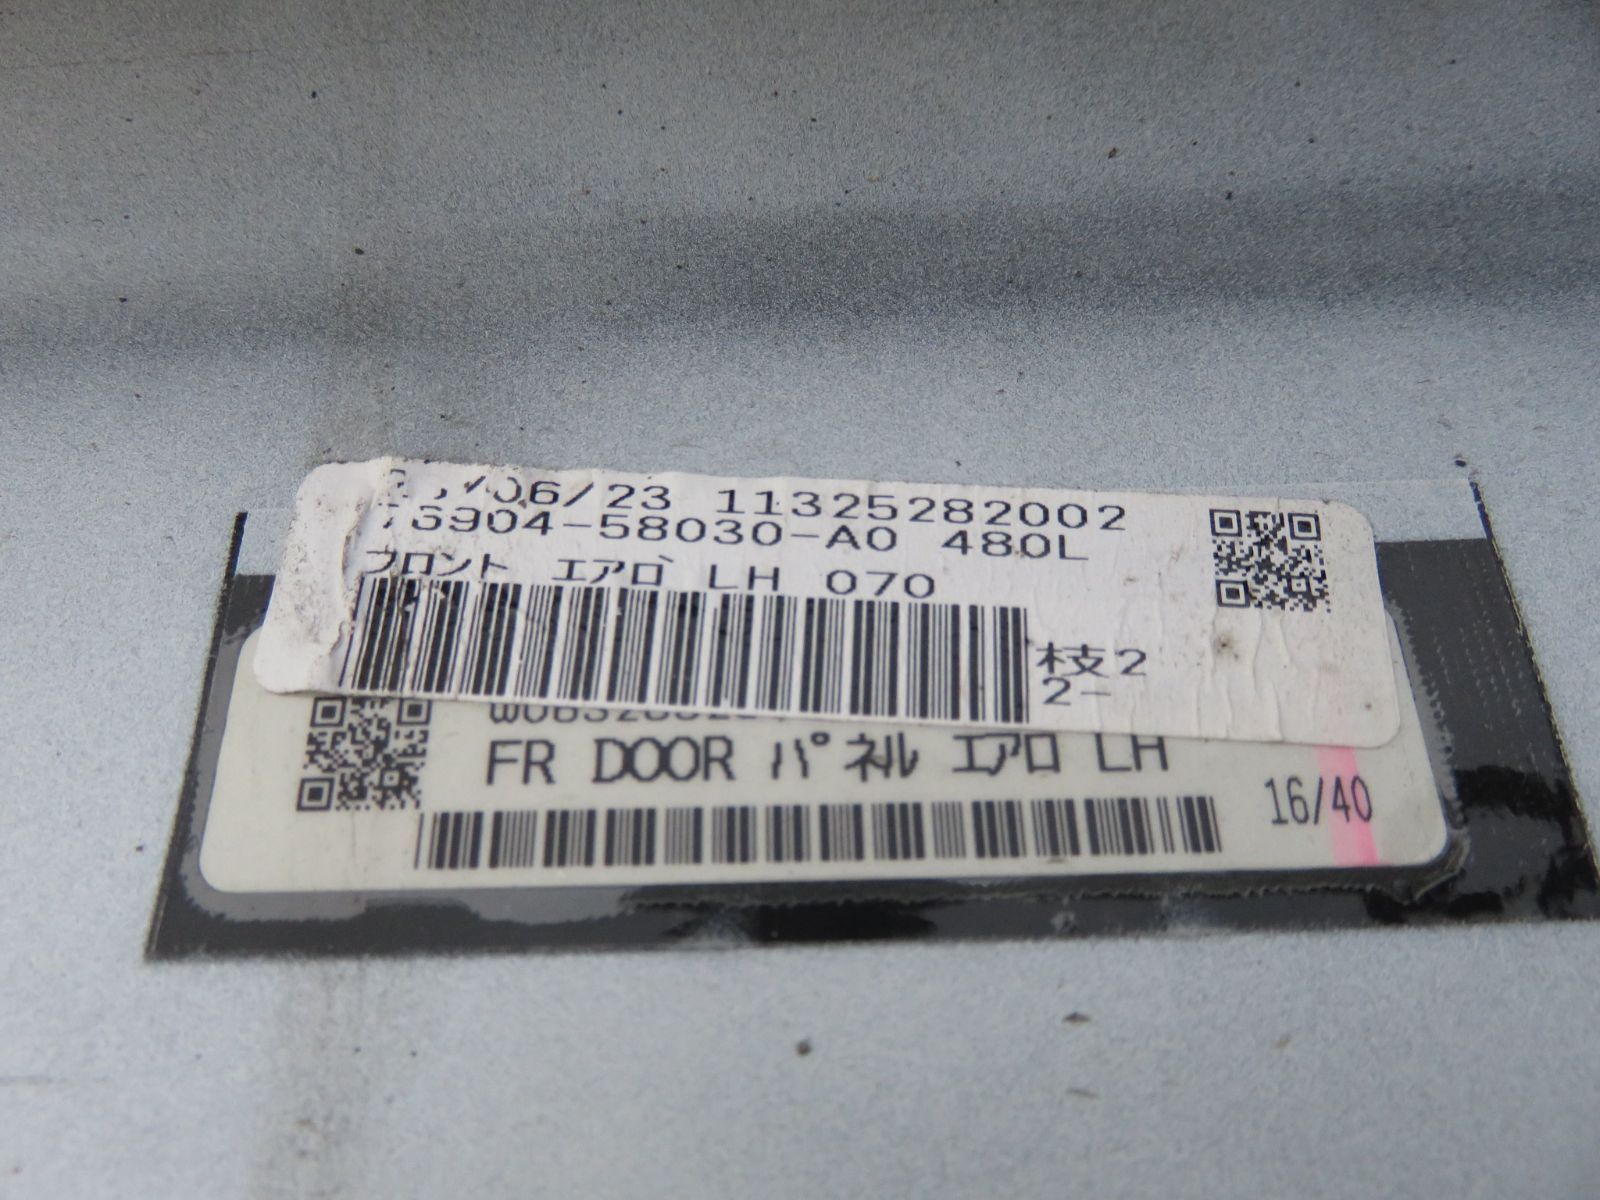 /06/23 11325282002
76904-58030-A0 480L
フロント エアロ LH 070
枝2
2-
FR DOOR パネル エアロ LH
16/40